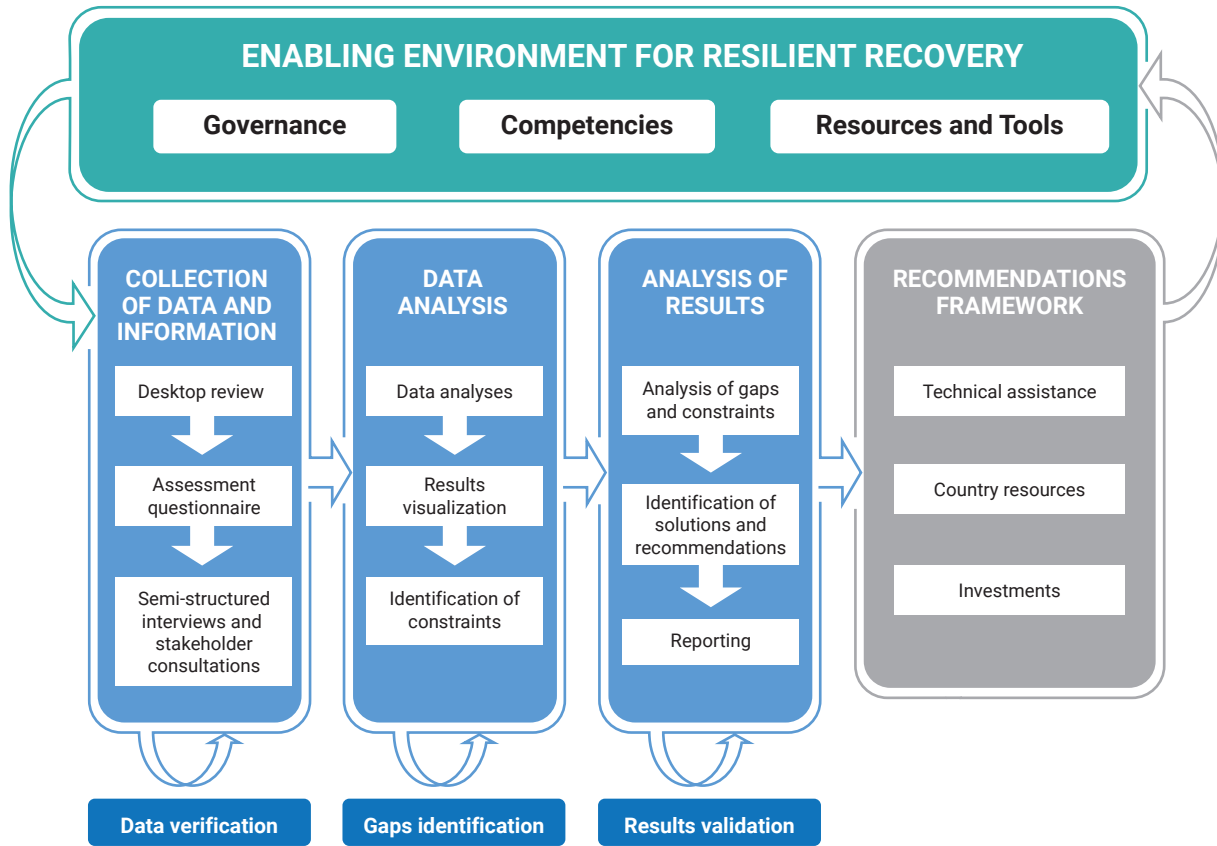 ENABLING ENVIRONMENT FOR RESILIENT RECOVERY
Governance
Competencies
Resources and Tools
COLLECTION
OF DATA AND
INFORMATION
Desktop review
Assessment
questionnaire
Semi-structured
interviews and
stakeholder
consultations
Data verification
DATA
ANALYSIS
Data analyses
Results
visualization
Identification of
constraints
Gaps identification
ANALYSIS OF
RESULTS
Analysis of gaps
and constraints
Identification of
solutions and
recommendations
Reporting
Results validation
RECOMMENDATIONS
FRAMEWORK
Technical assistance
Country resources
Investments